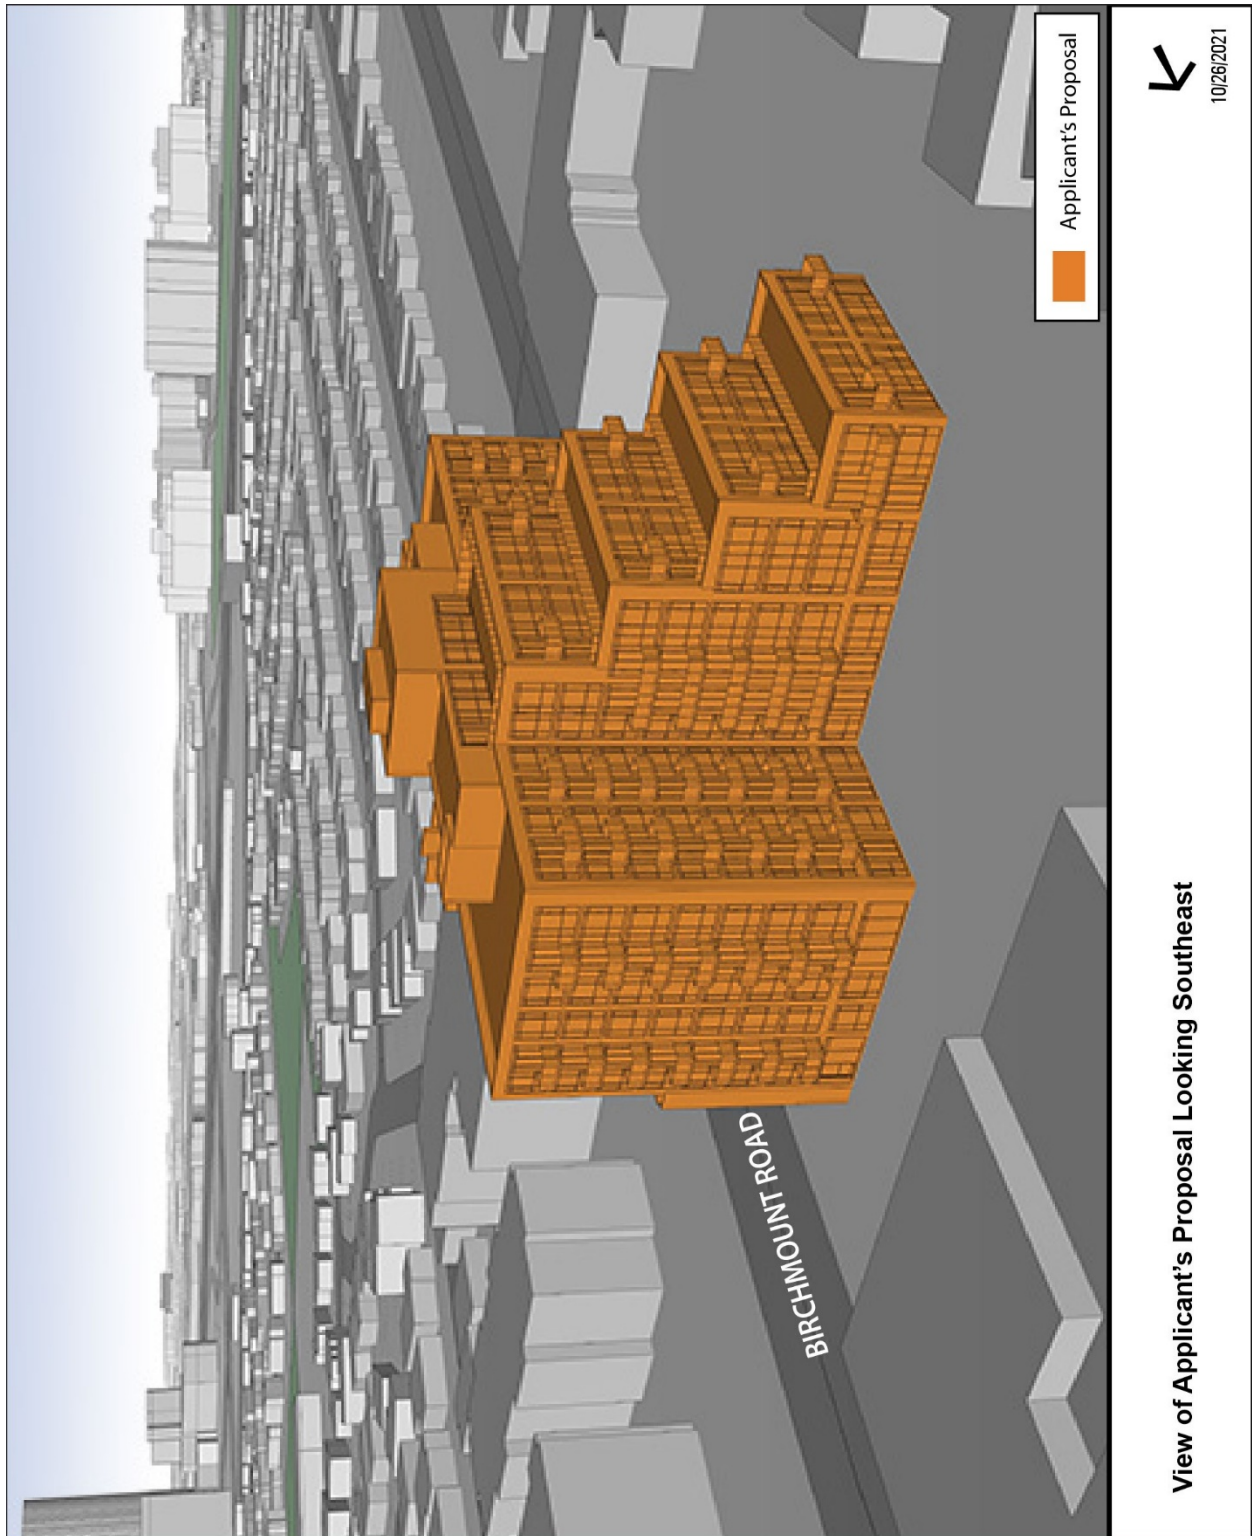 BIRCHMOUNT ROAD
Applicant's Proposal
View of Applicant's Proposal Looking Southeast
10/26/2021